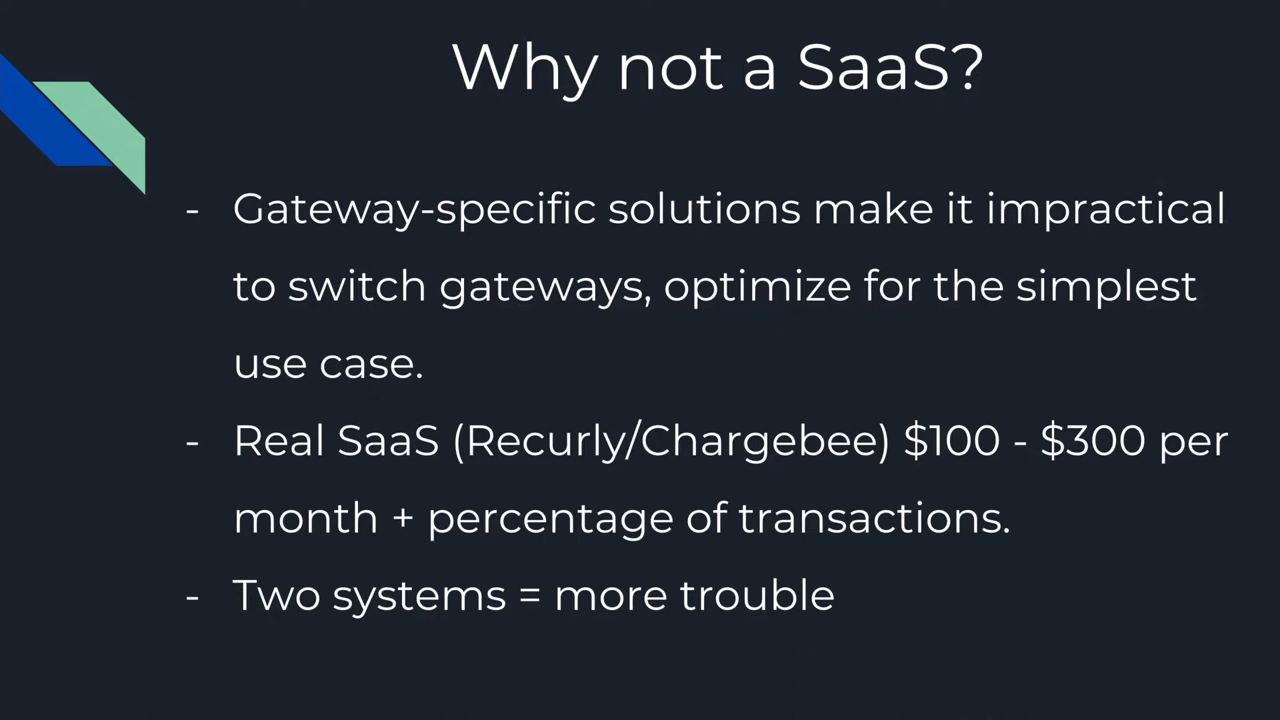 Why not a SaaS?
- Gateway-specific solutions make it impractical
to switch gateways, optimize for the simplest
use case.
- Real SaaS (Recurly/Chargebee) $100 - $300 per
month + percentage of transactions.
- Two systems = more trouble